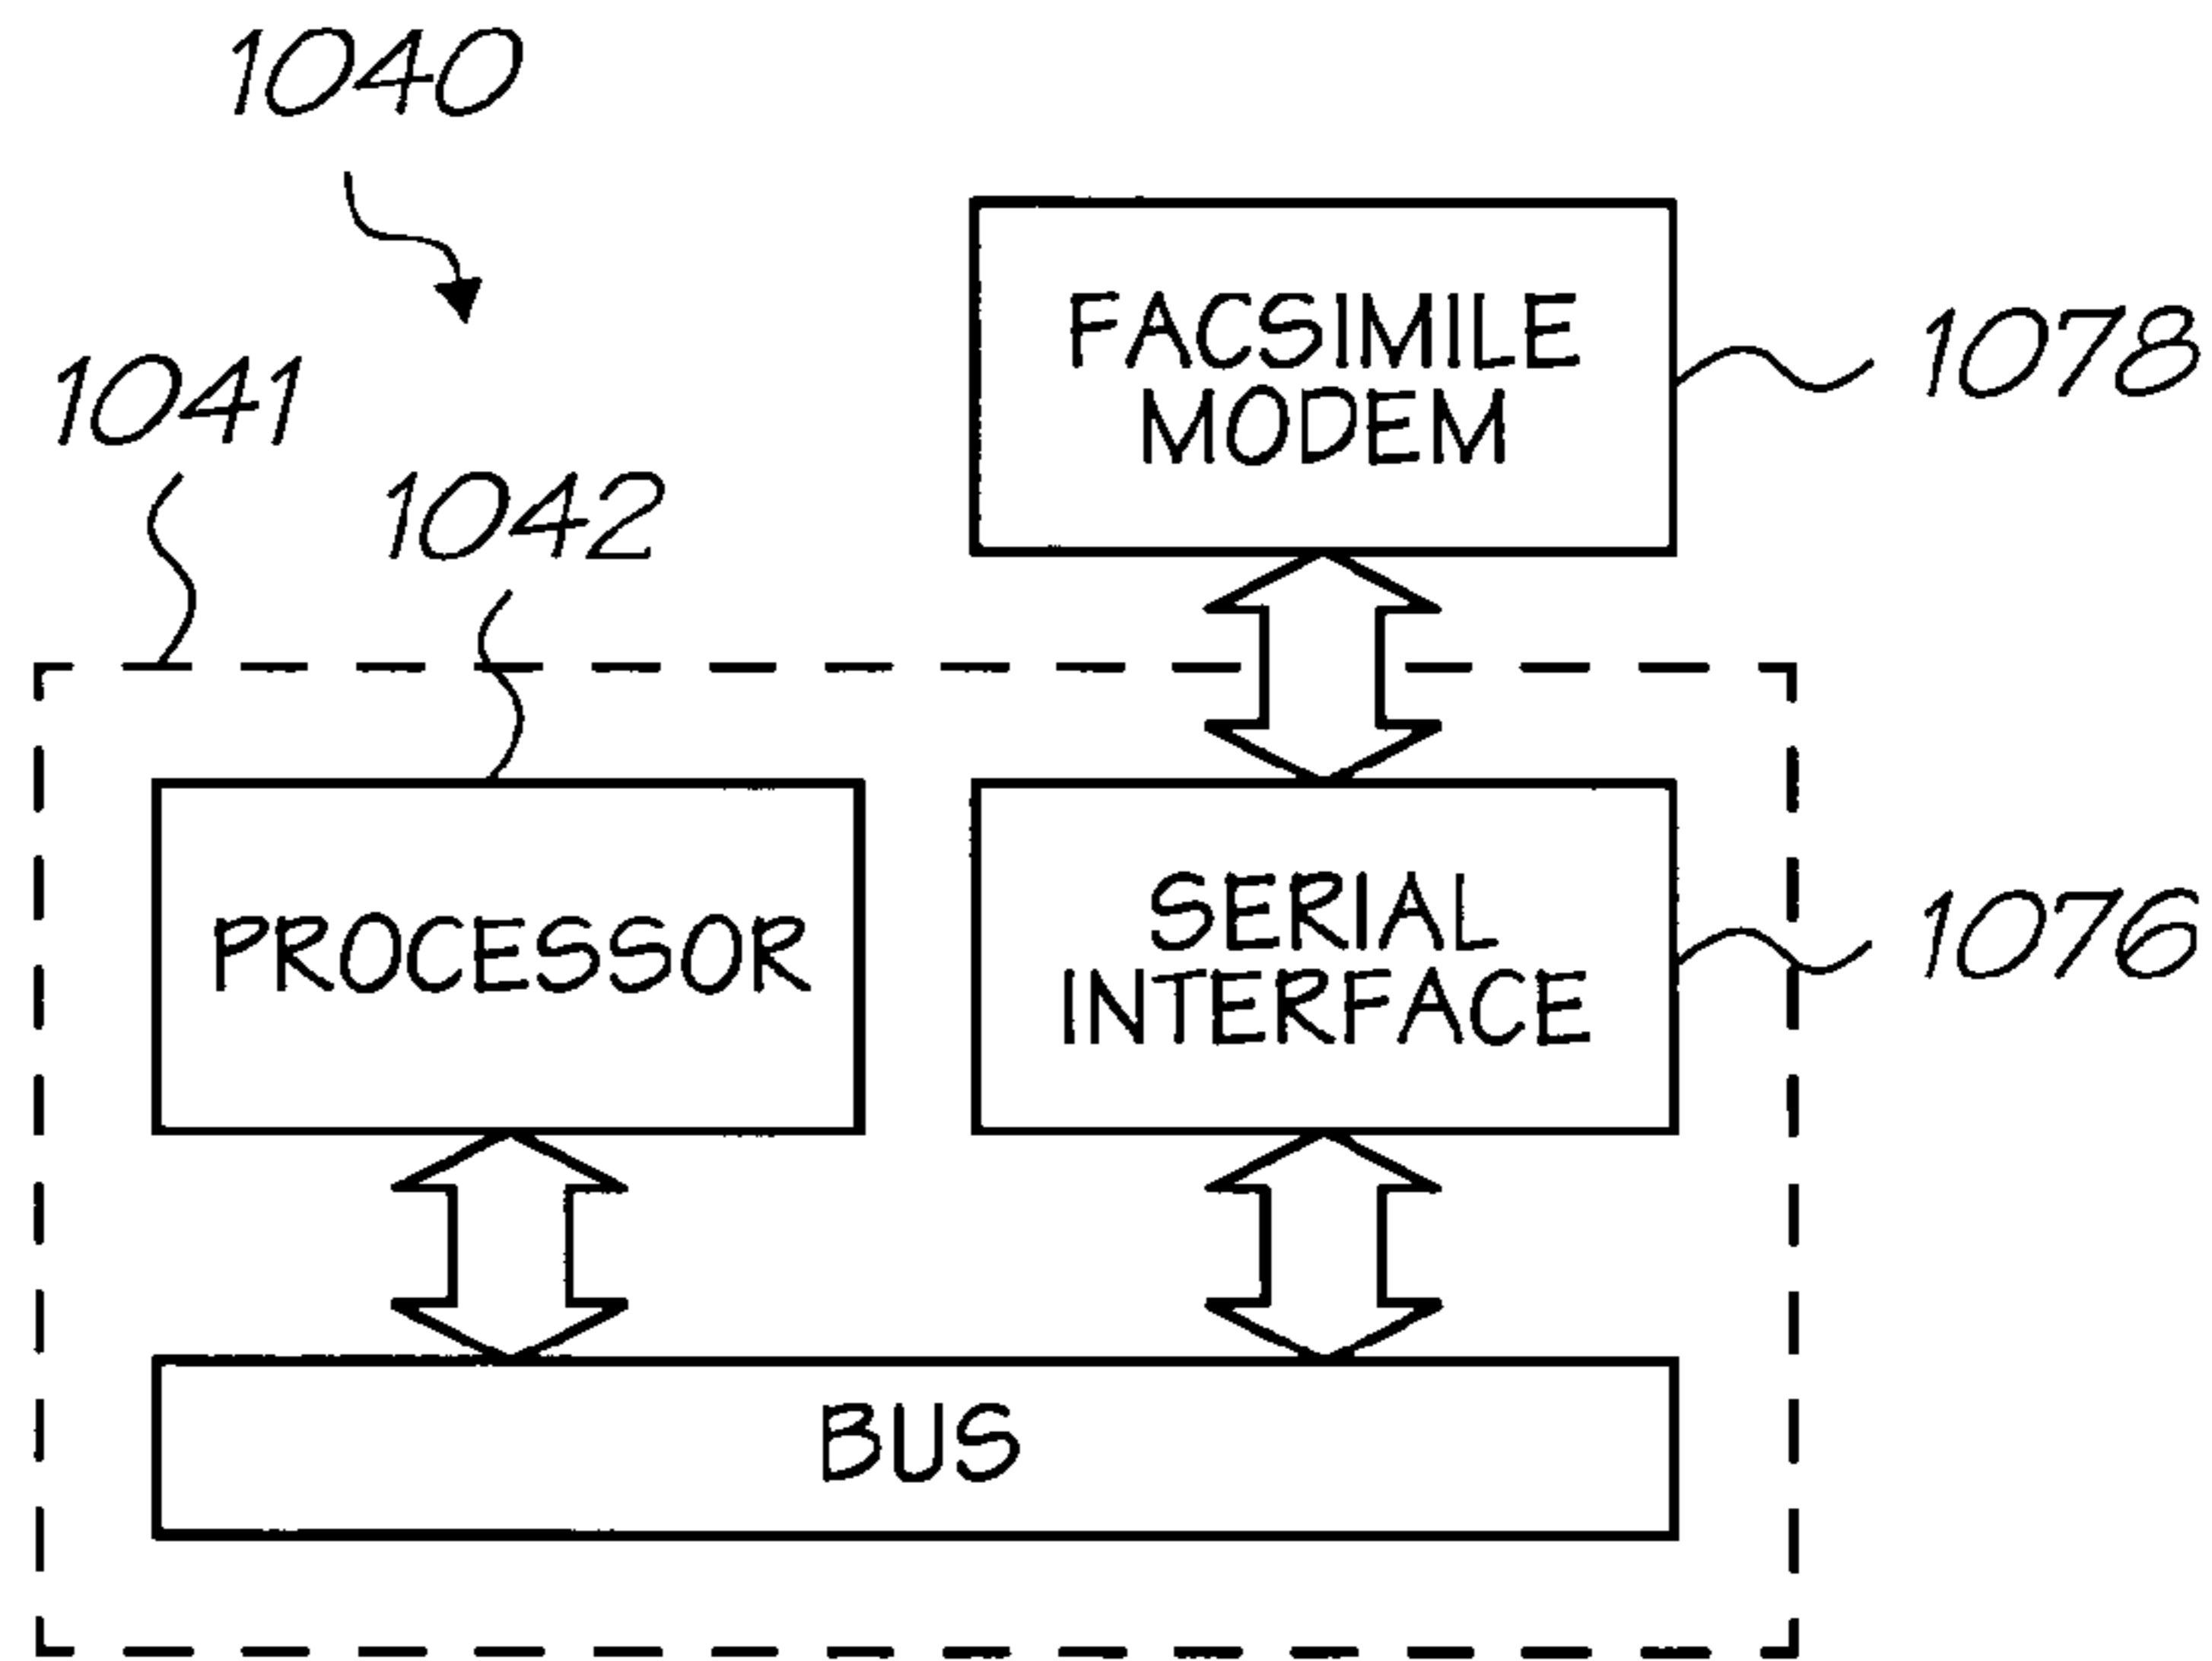 1040
FACSIMILE
MODEM
1078
1041
1042
PROCESSOR
SERIAL
INTERFACE
1076
BUS